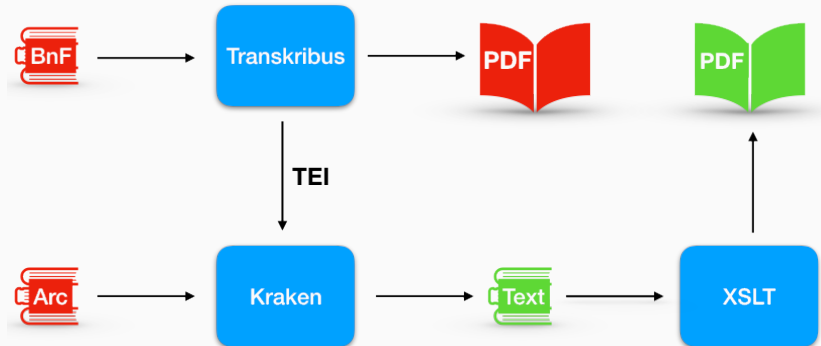 BnF
Transkribus
PDF
PDF
TEI
Arc
Kraken
Text
XSLT